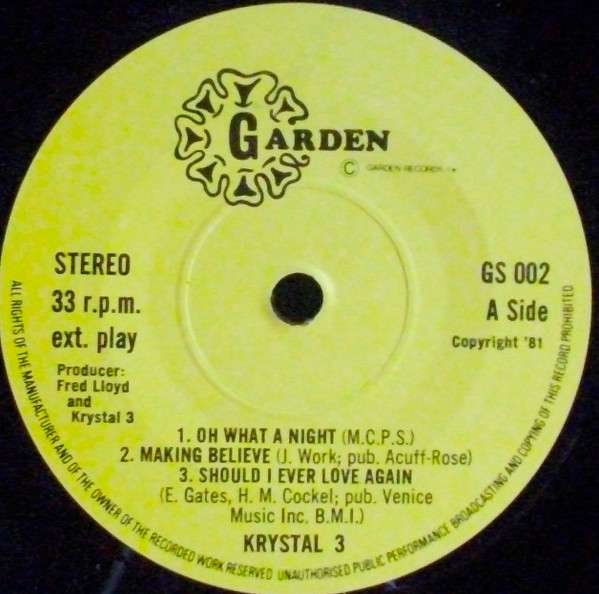 GARDEN
© GARDEN RECORDS
STEREO
33 r.p.m.
ext. play
Producer:
Fred Lloyd
and
Krystal 3
GS 002
A Side
Copyright '81
1. OH WHAT A NIGHT (M.C.P.S.)
2. MAKING BELIEVE (J. Work; pub. Acuff-Rose)
3. SHOULD I EVER LOVE AGAIN
(E. Gates, H. M. Cockel; pub. Venice
Music Inc. B.M.I.)
KRYSTAL 3
ALL RIGHTS OF THE MANUFACTURER AND OF THE OWNER OF THE RECORDED WORK RESERVED UNAUTHORISED PUBLIC PERFORMANCE BROADCASTING AND COPYING OF THIS RECORD PROHIBITED